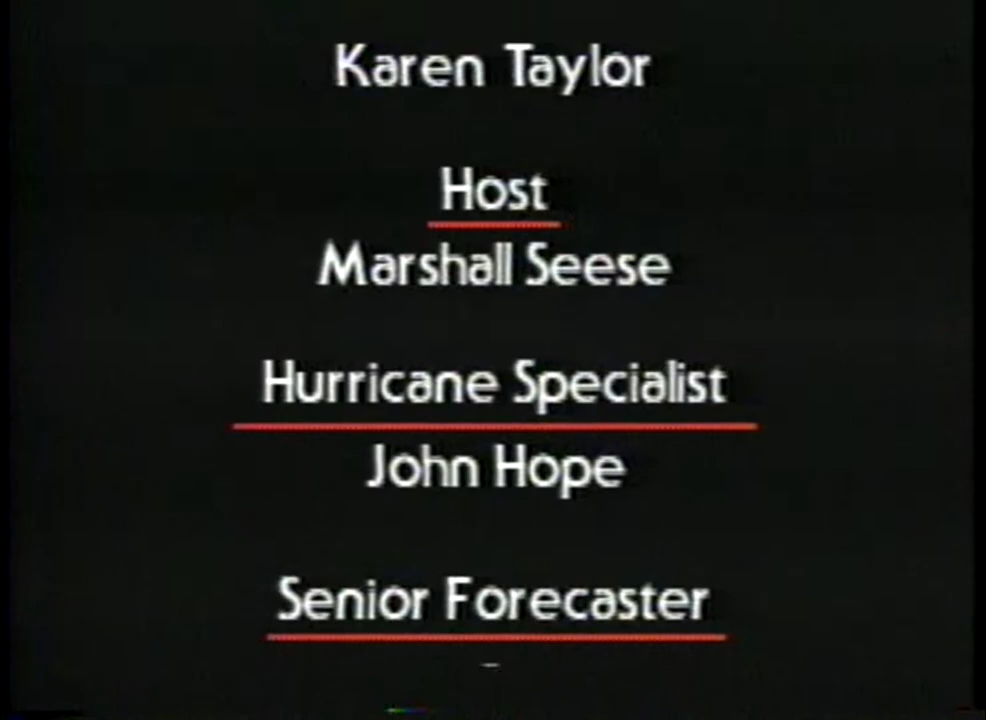 Karen Taylor
Host
Marshall Seese
Hurricane Specialist
John Hope
Senior Forecaster